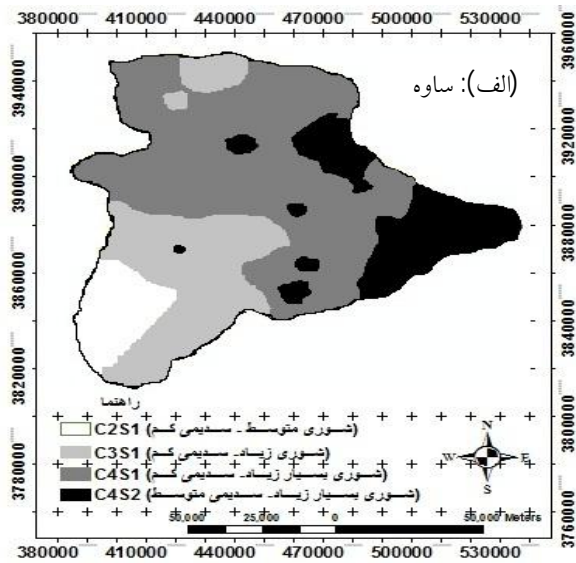 380000 410000 440000 470000 500000 530000
3940000 3900000 3860000 3820000 3780000
3960000 3920000 3880000 3840000 3800000 3760000
(الف): ساوه
راهنما
C2S1 (شوری متوسط - سدیمی کم)
C3S1 (شوری زیاد- سدیمی کم)
C4S1 (شوری بسیار زیاد- سدیمی کم)
C4S2 (شوری بسیار زیاد- سدیمی متوسط)
N
W E
S
50,000 25,000 0 50,000 Meters
380000 410000 440000 470000 500000 530000